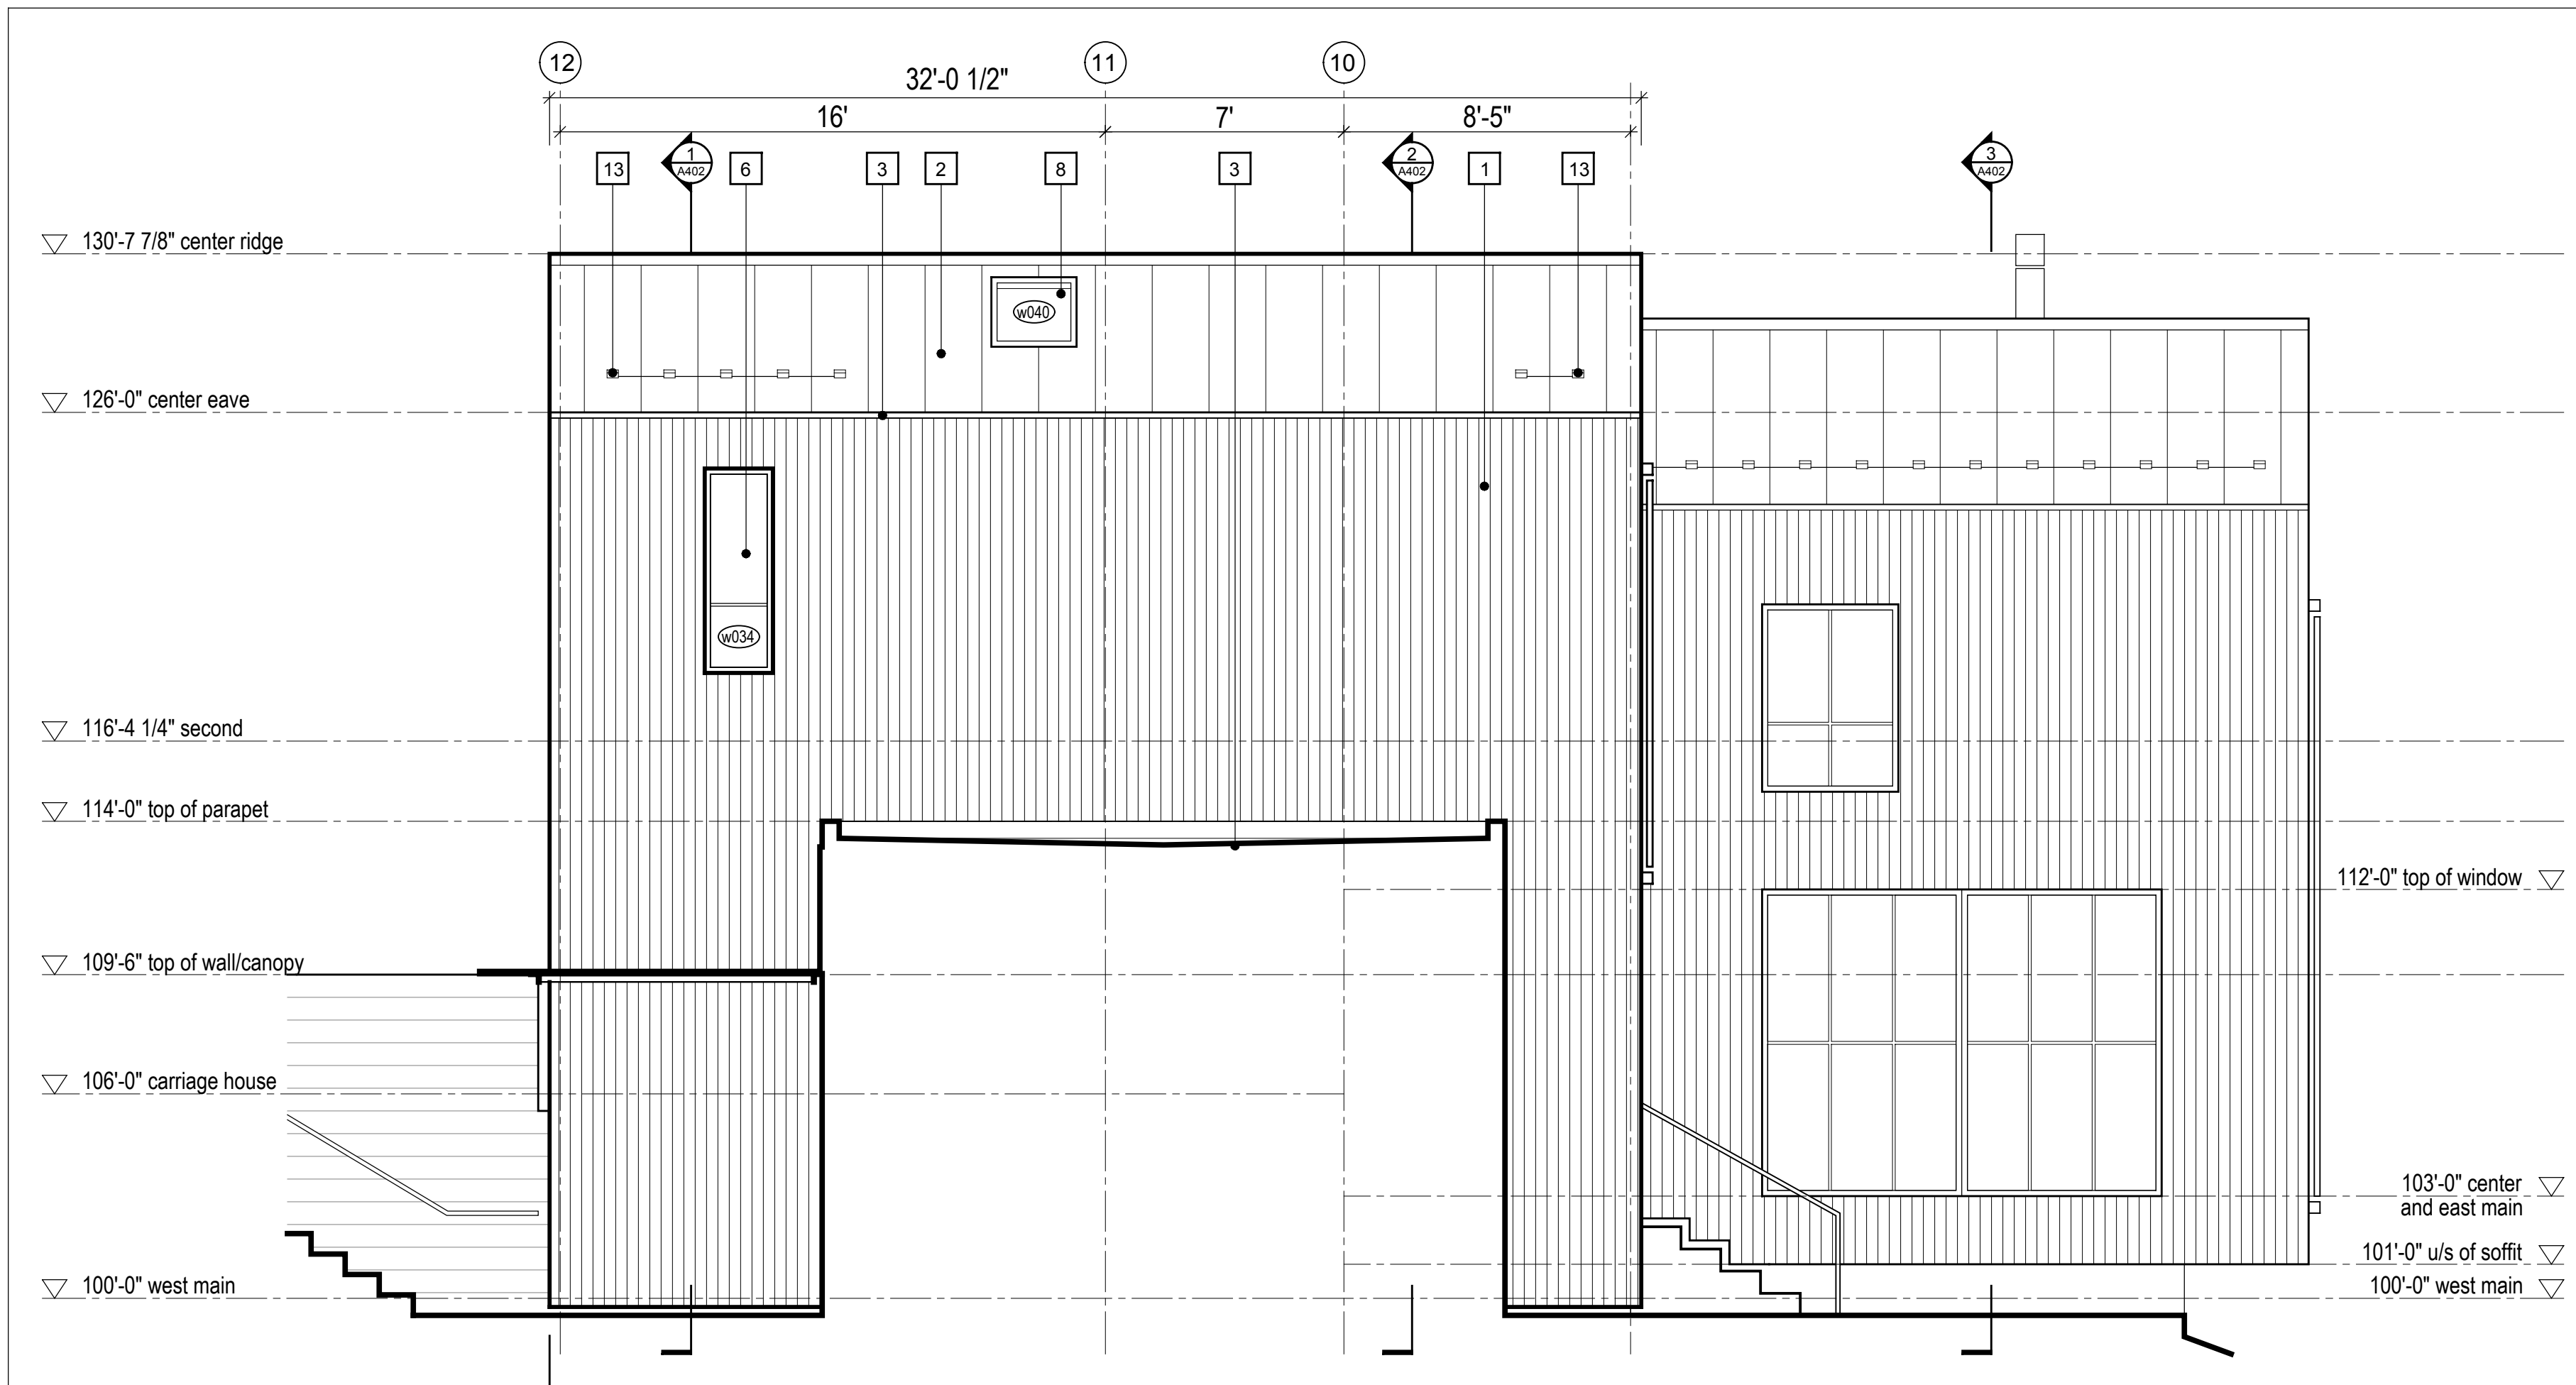 12
11
10
32'-0 1/2"
16'
7'
8'-5"
13
1
A402
6
3
2
8
3
2
A402
1
13
3
A402
130'-7 7/8" center ridge
w040
126'-0" center eave
w034
116'-4 1/4" second
114'-0" top of parapet
112'-0" top of window
109'-6" top of wall/canopy
106'-0" carriage house
103'-0" center
and east main
101'-0" u/s of soffit
100'-0" west main
100'-0" west main